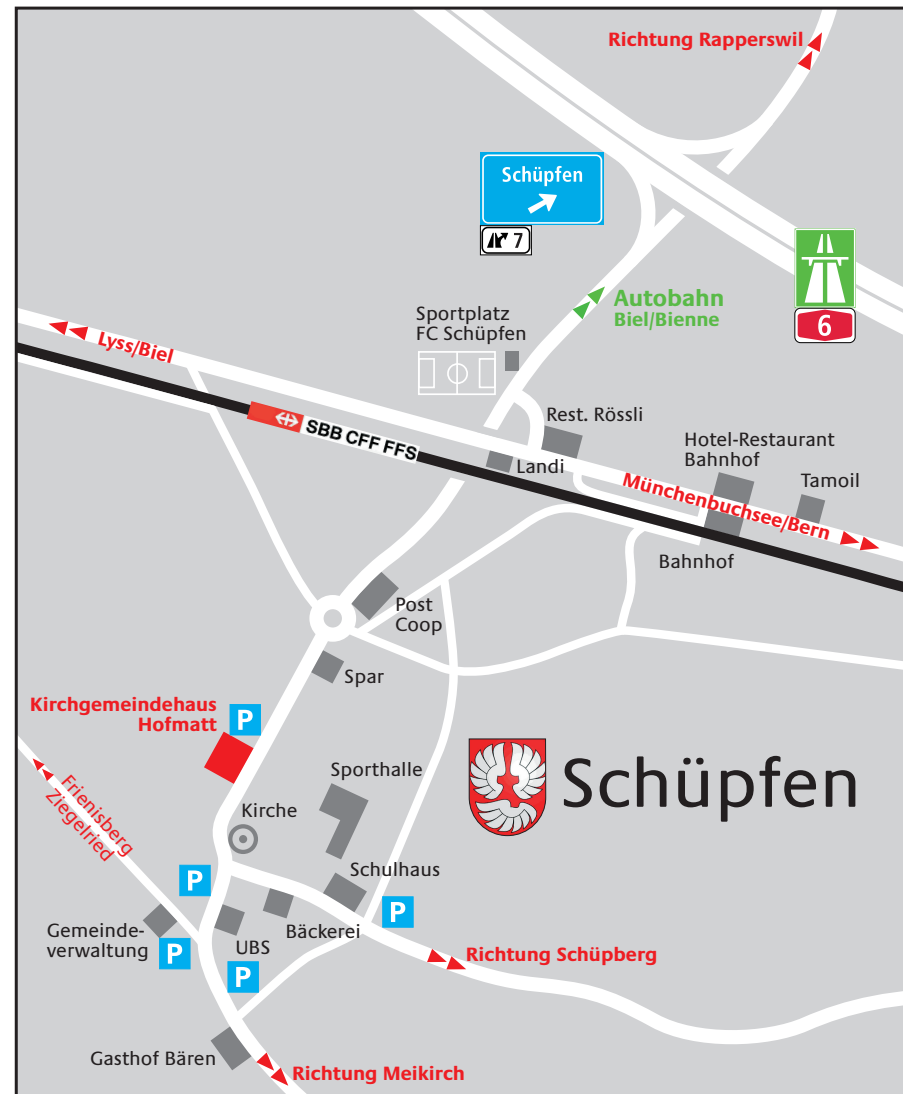 Richtung Rapperswil
Schüpfen
7
Autobahn
Biel/Bienne
6
Sportplatz
FC Schüpfen
Lyss/Biel
SBB CFF FFS
Rest. Rössli
Landi
Hotel-Restaurant
Bahnhof
Tamoil
Münchenbuchsee/Bern
Bahnhof
Post
Coop
Spar
Kirchgemeindehaus
Hofmatt
P
Schüpfen
Frienisberg
Ziegelried
Sporthalle
Kirche
Schulhaus
P
P
Gemeinde-
verwaltung
P
UBS
P
Bäckerei
Richtung Schüpberg
Gasthof Bären
Richtung Meikirch